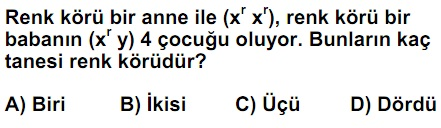 Renk körü bir anne ile (xʳ xʳ), renk körü bir
babanın (xʳ y) 4 çocuğu oluyor. Bunların kaç
tanesi renk körüdür?
A) Biri B) İkisi C) Üçü D) Dördü